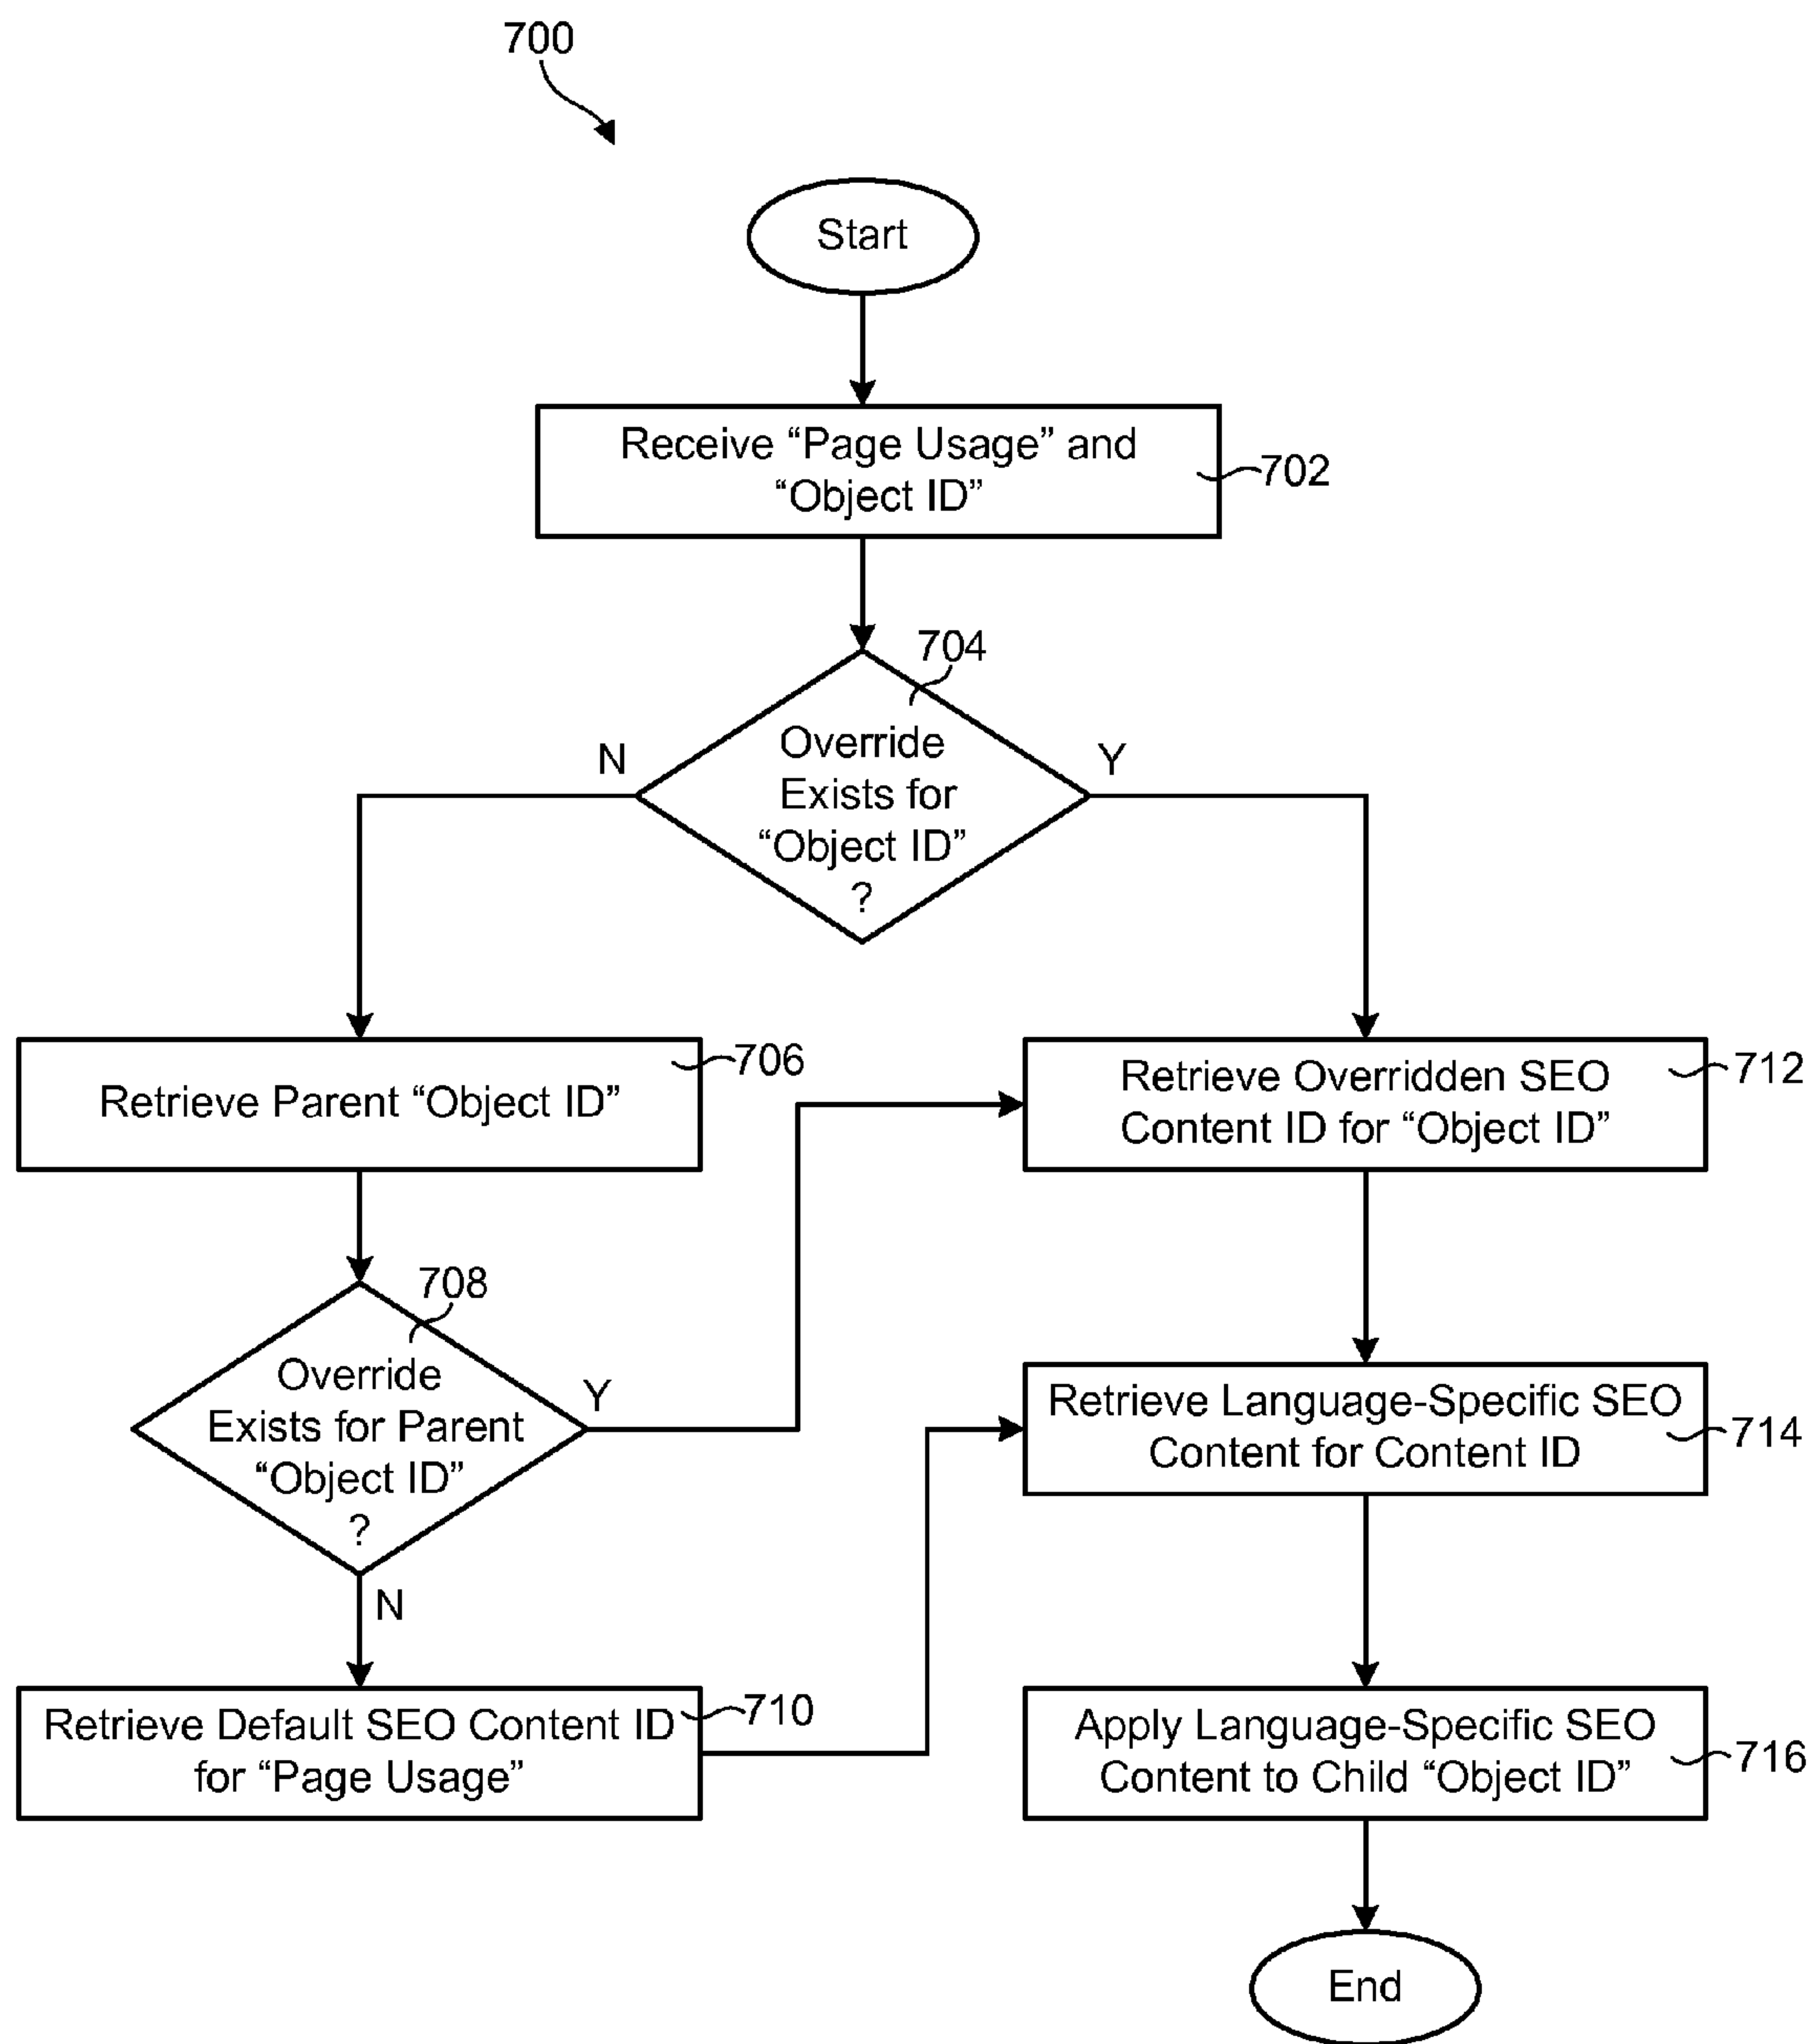 700
Start
Receive “Page Usage” and
“Object ID”
702
704
Override
Exists for
“Object ID”
?
N
Y
Retrieve Parent “Object ID”
706
Retrieve Overridden SEO
Content ID for “Object ID”
712
708
Override
Exists for Parent
“Object ID”
?
Y
N
Retrieve Language-Specific SEO
Content for Content ID
714
Retrieve Default SEO Content ID
for “Page Usage”
710
Apply Language-Specific SEO
Content to Child “Object ID”
716
End